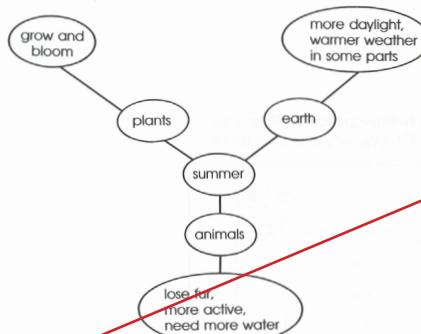 grow and
bloom
more daylight,
warmer weather
in some parts
plants
earth
summer
animals
lose fur,
more active,
need more water